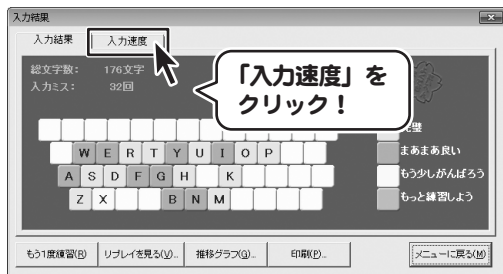 入力結果
入力結果 入力速度
総文字数： 176文字
入力ミス： 32回
「入力速度」を
クリック！
W E R T Y U I O P
A S D F G H K
Z X B N M
まあまあ良い
もう少しがんばろう
もっと練習しよう
もう1度練習(R) リプレイを見る(V)... 推移グラフ(G)... 印刷(P)... メニューに戻る(M)